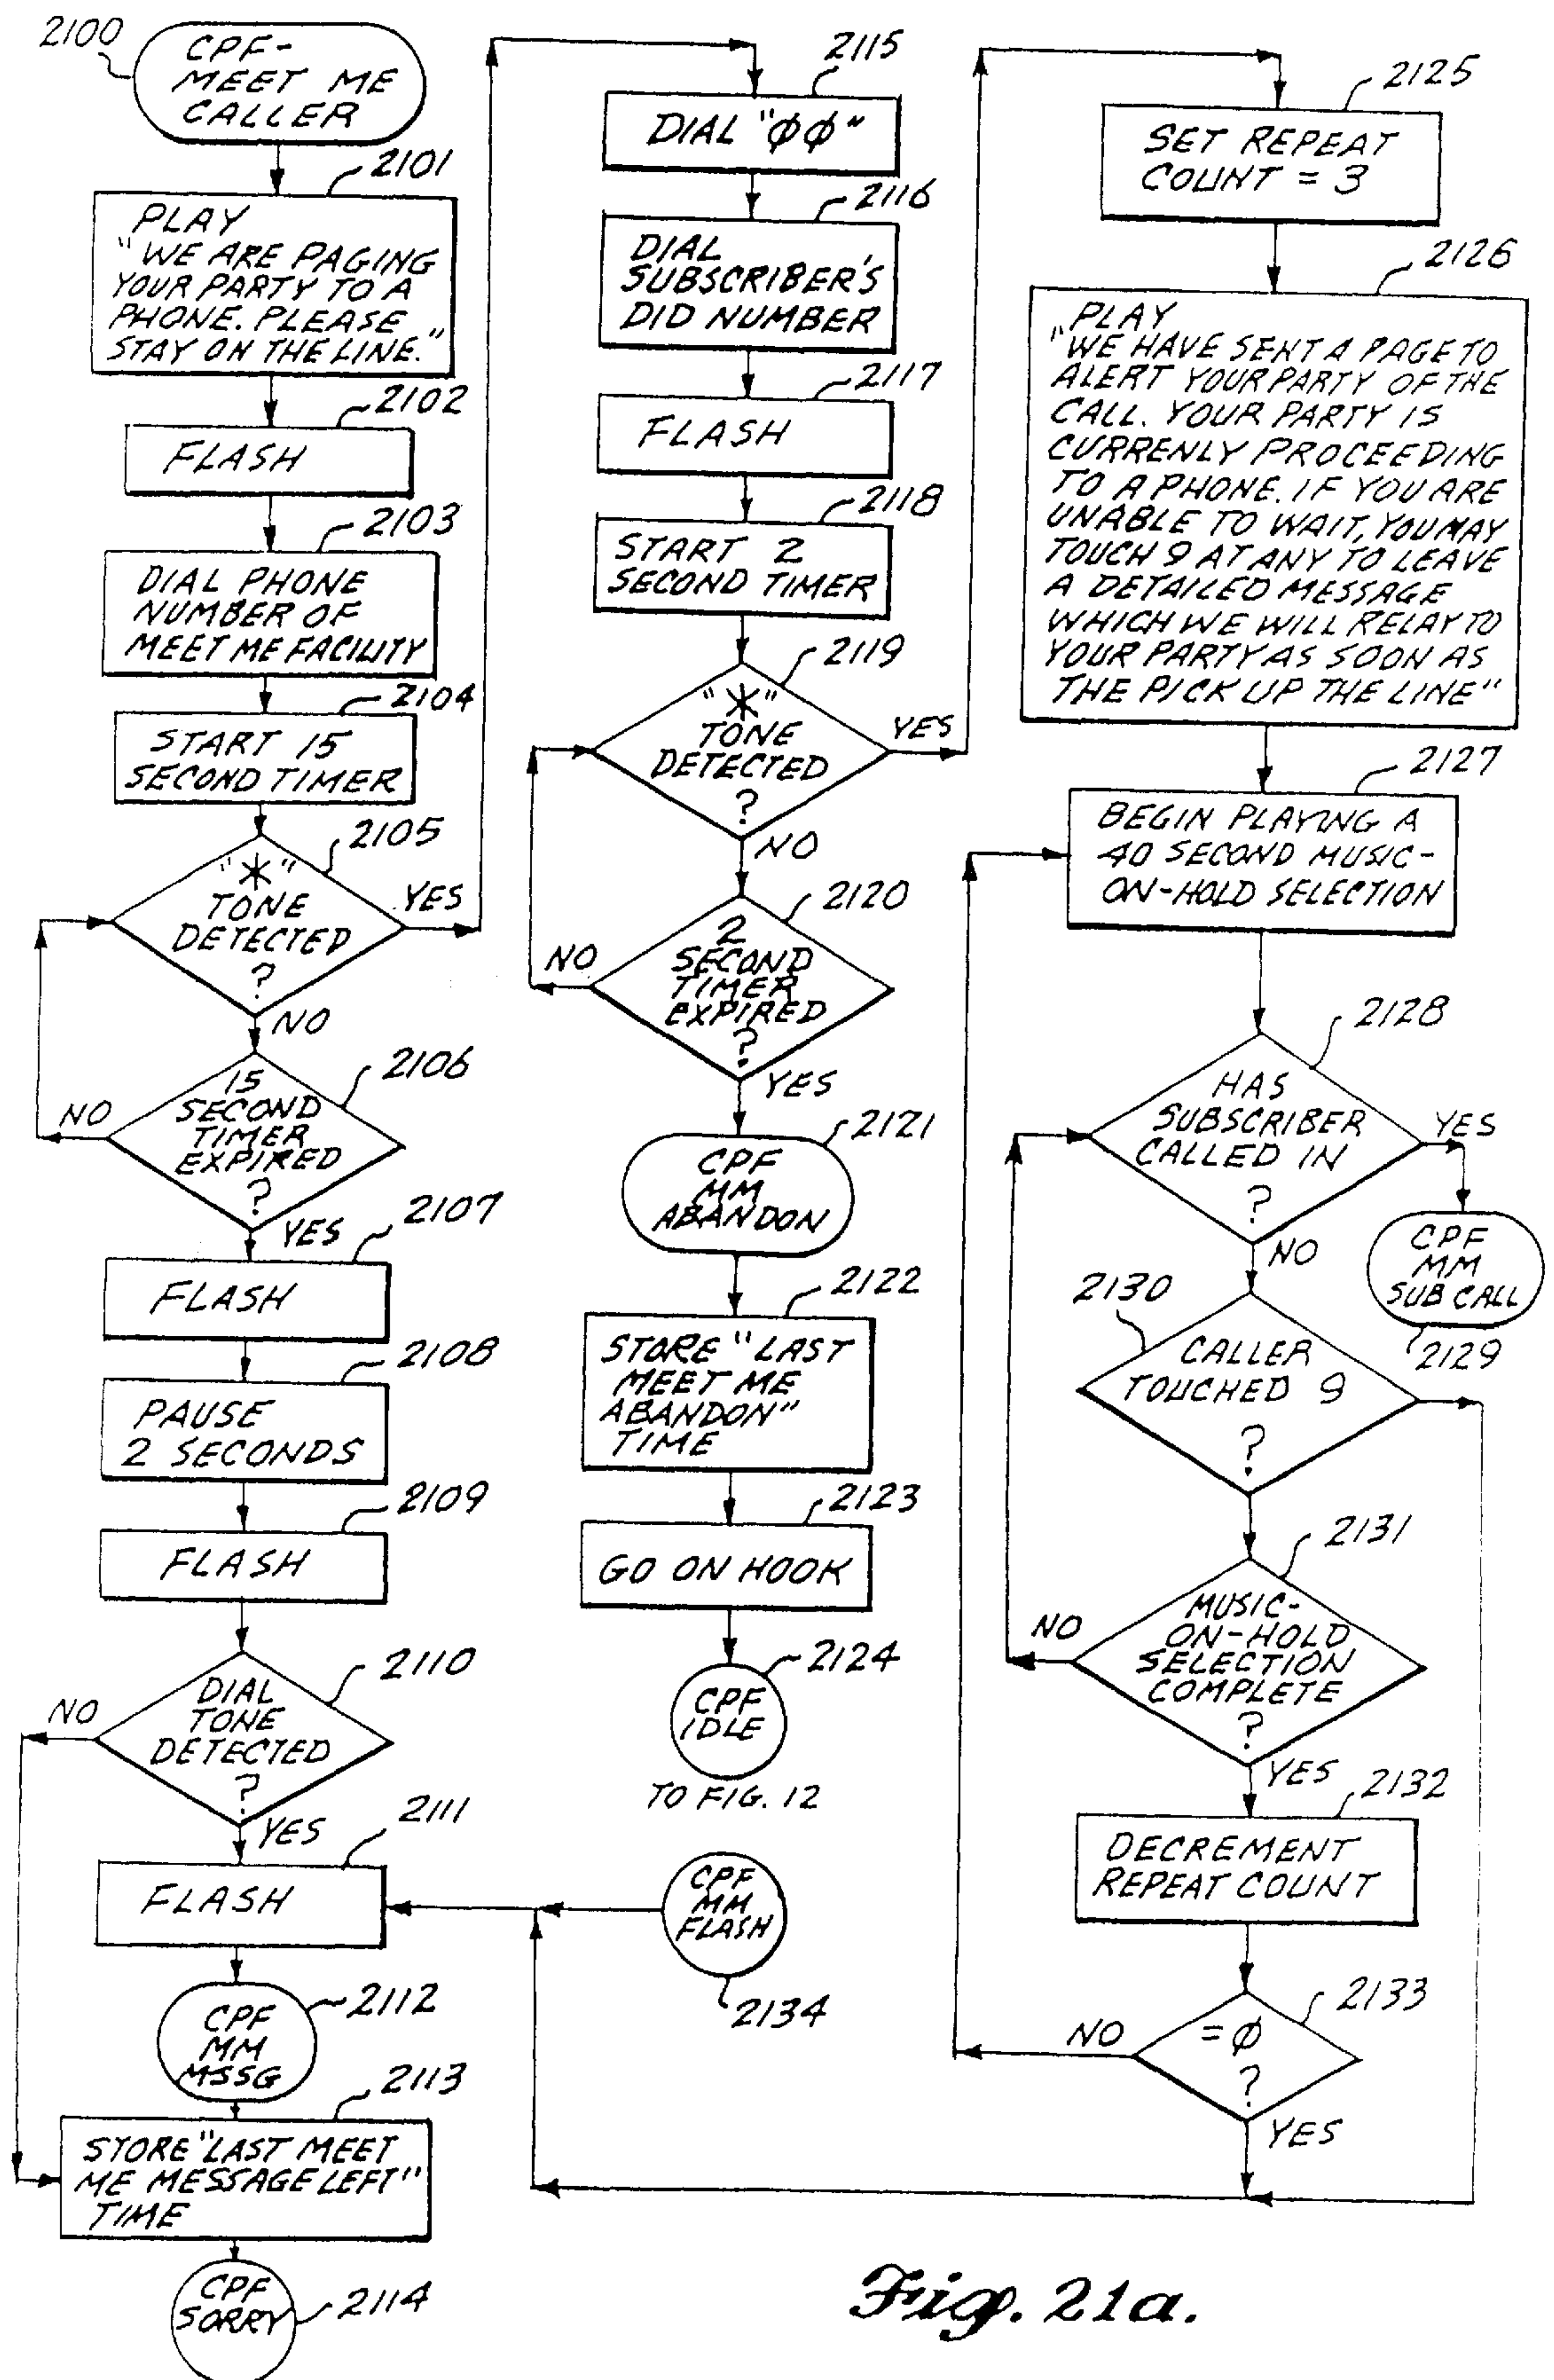 2100
CPF-
MEET ME
CALLER
2101
PLAY
"WE ARE PAGING
YOUR PARTY TO A
PHONE. PLEASE
STAY ON THE LINE."
2102
FLASH
2103
DIAL PHONE
NUMBER OF
MEET ME FACILITY
2104
START 15
SECOND TIMER
2105
"*"
TONE
DETECTED
?
YES
NO
2106
15
SECOND
TIMER
EXPIRED
?
NO
YES
2107
FLASH
2108
PAUSE
2 SECONDS
2109
FLASH
2110
DIAL
TONE
DETECTED
?
NO
YES
2111
FLASH
2112
CPF
MM
MSSG
2113
STORE "LAST MEET
ME MESSAGE LEFT"
TIME
CPF
SORRY
2114
2115
DIAL "ØØ"
2116
DIAL
SUBSCRIBER'S
DID NUMBER
2117
FLASH
2118
START 2
SECOND TIMER
2119
"*"
TONE
DETECTED
?
YES
NO
2120
2
SECOND
TIMER
EXPIRED
?
NO
YES
2121
CPF
MM
ABANDON
2122
STORE "LAST
MEET ME
ABANDON"
TIME
2123
GO ON HOOK
2124
CPF
IDLE
TO FIG. 12
CPF
MM
FLASH
2134
2125
SET REPEAT
COUNT = 3
2126
PLAY
"WE HAVE SENT A PAGE TO
ALERT YOUR PARTY OF THE
CALL. YOUR PARTY IS
CURRENLY PROCEEDING
TO A PHONE. IF YOU ARE
UNABLE TO WAIT, YOU MAY
TOUCH 9 AT ANY TO LEAVE
A DETAILED MESSAGE
WHICH WE WILL RELAY TO
YOUR PARTY AS SOON AS
THE PICK UP THE LINE"
2127
BEGIN PLAYING A
40 SECOND MUSIC-
ON-HOLD SELECTION
2128
HAS
SUBSCRIBER
CALLED IN
?
YES
NO
CPF
MM
SUB CALL
2129
2130
CALLER
TOUCHED 9
?
2131
MUSIC-
ON-HOLD
SELECTION
COMPLETE
?
NO
YES
2132
DECREMENT
REPEAT COUNT
2133
=Ø
?
NO
YES
Fig. 21a.